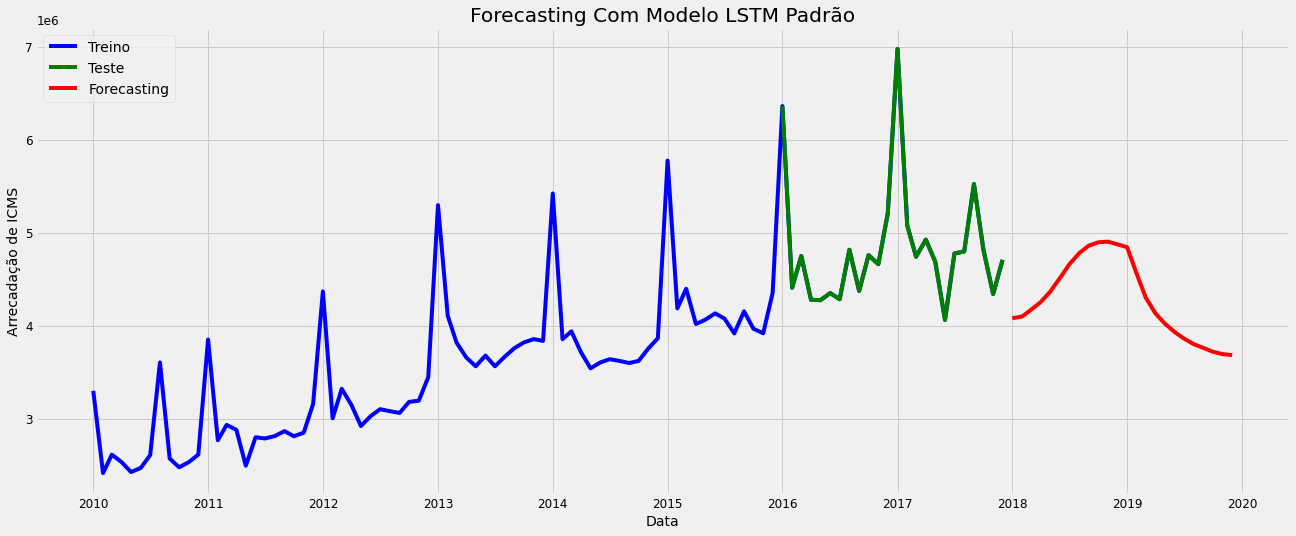 Forecasting Com Modelo LSTM Padrão
1e6
Treino
Teste
Forecasting
7
6
5
4
3
Arrecadação de ICMS
2010 2011 2012 2013 2014 2015 2016 2017 2018 2019 2020
Data